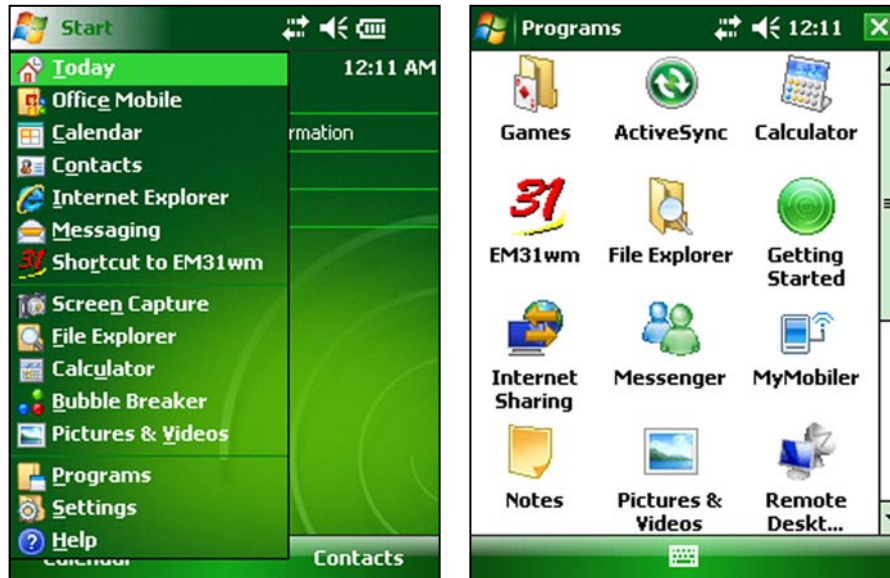 Start
Today
12:11 AM
Office Mobile
Calendar
rmation
Contacts
Internet Explorer
Messaging
31 Shortcut to EM31wm
Screen Capture
File Explorer
Calculator
Bubble Breaker
Pictures & Videos
Programs
Settings
? Help
Calendar
Contacts
Programs
12:11
Games
ActiveSync
Calculator
31
EM31wm
File Explorer
Getting
Started
Internet
Sharing
Messenger
MyMobiler
Notes
Pictures &
Videos
Remote
Deskt...